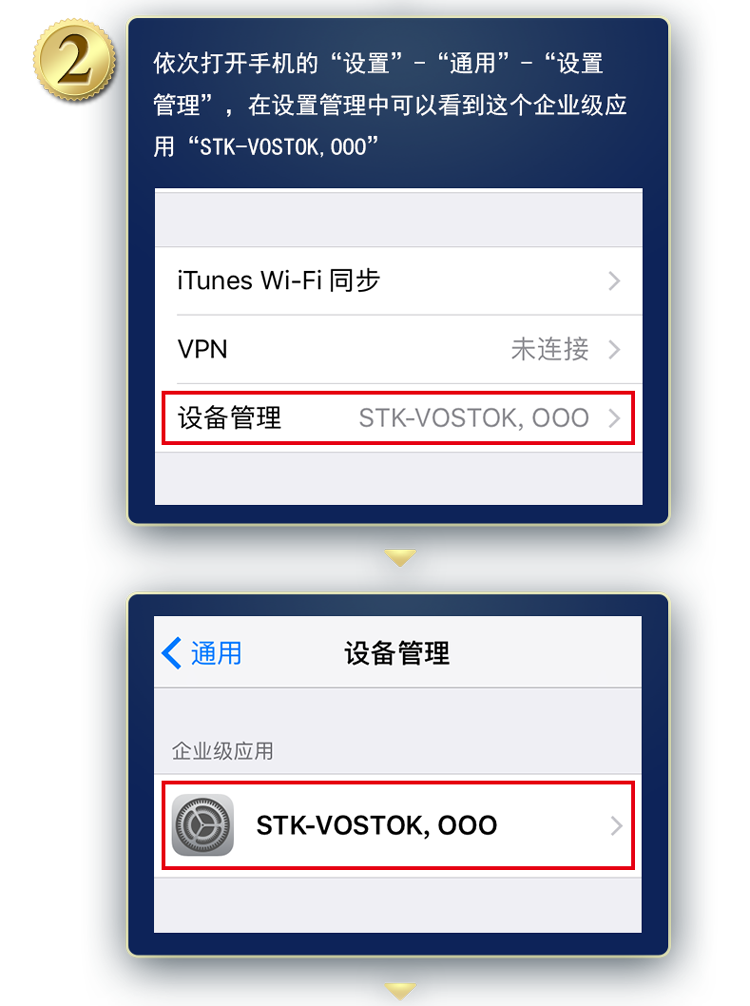 2
依次打开手机的“设置”-“通用”-“设置
管理”，在设置管理中可以看到这个企业级应
用“STK-VOSTOK,OOO”
iTunes Wi-Fi 同步
VPN 未连接
设备管理 STK-VOSTOK, OOO
通用 设备管理
企业级应用
STK-VOSTOK, OOO